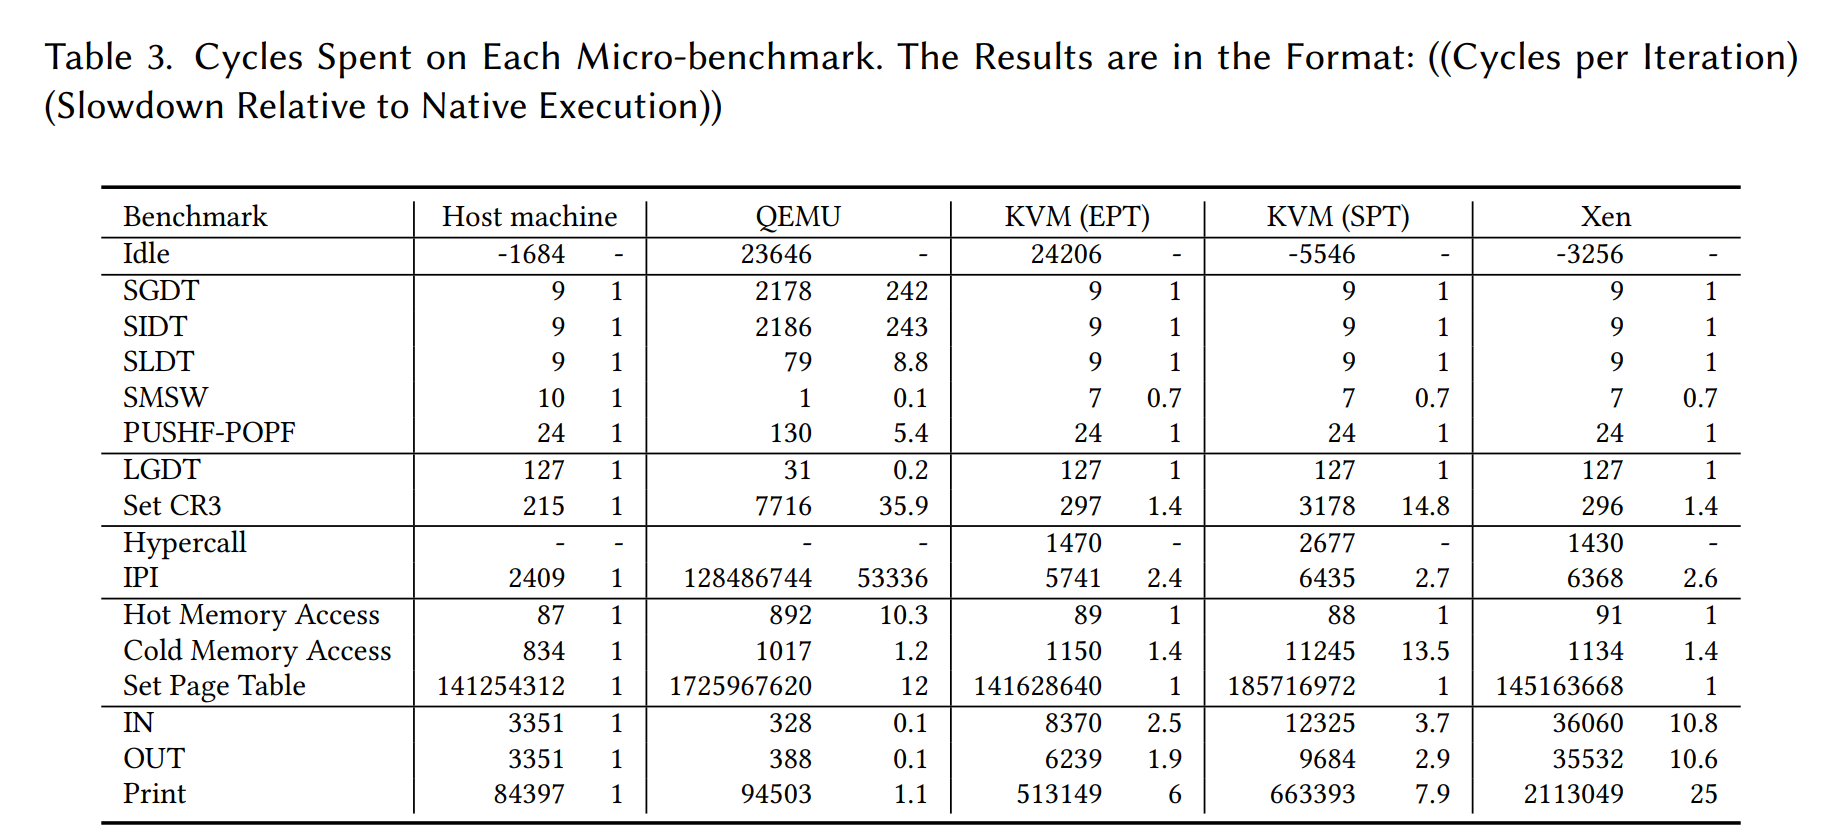 Table 3. Cycles Spent on Each Micro-benchmark. The Results are in the Format: ((Cycles per Iteration)
(Slowdown Relative to Native Execution))
Benchmark Host machine QEMU KVM (EPT) KVM (SPT) Xen
Idle -1684 - 23646 - 24206 - -5546 - -3256 -
SGDT 9 1 2178 242 9 1 9 1 9 1
SIDT 9 1 2186 243 9 1 9 1 9 1
SLDT 9 1 79 8.8 9 1 9 1 9 1
SMSW 10 1 1 0.1 7 0.7 7 0.7 7 0.7
PUSHF-POPF 24 1 130 5.4 24 1 24 1 24 1
LGDT 127 1 31 0.2 127 1 127 1 127 1
Set CR3 215 1 7716 35.9 297 1.4 3178 14.8 296 1.4
Hypercall - - - - 1470 - 2677 - 1430 -
IPI 2409 1 128486744 53336 5741 2.4 6435 2.7 6368 2.6
Hot Memory Access 87 1 892 10.3 89 1 88 1 91 1
Cold Memory Access 834 1 1017 1.2 1150 1.4 11245 13.5 1134 1.4
Set Page Table 141254312 1 1725967620 12 141628640 1 185716972 1 145163668 1
IN 3351 1 328 0.1 8370 2.5 12325 3.7 36060 10.8
OUT 3351 1 388 0.1 6239 1.9 9684 2.9 35532 10.6
Print 84397 1 94503 1.1 513149 6 663393 7.9 2113049 25